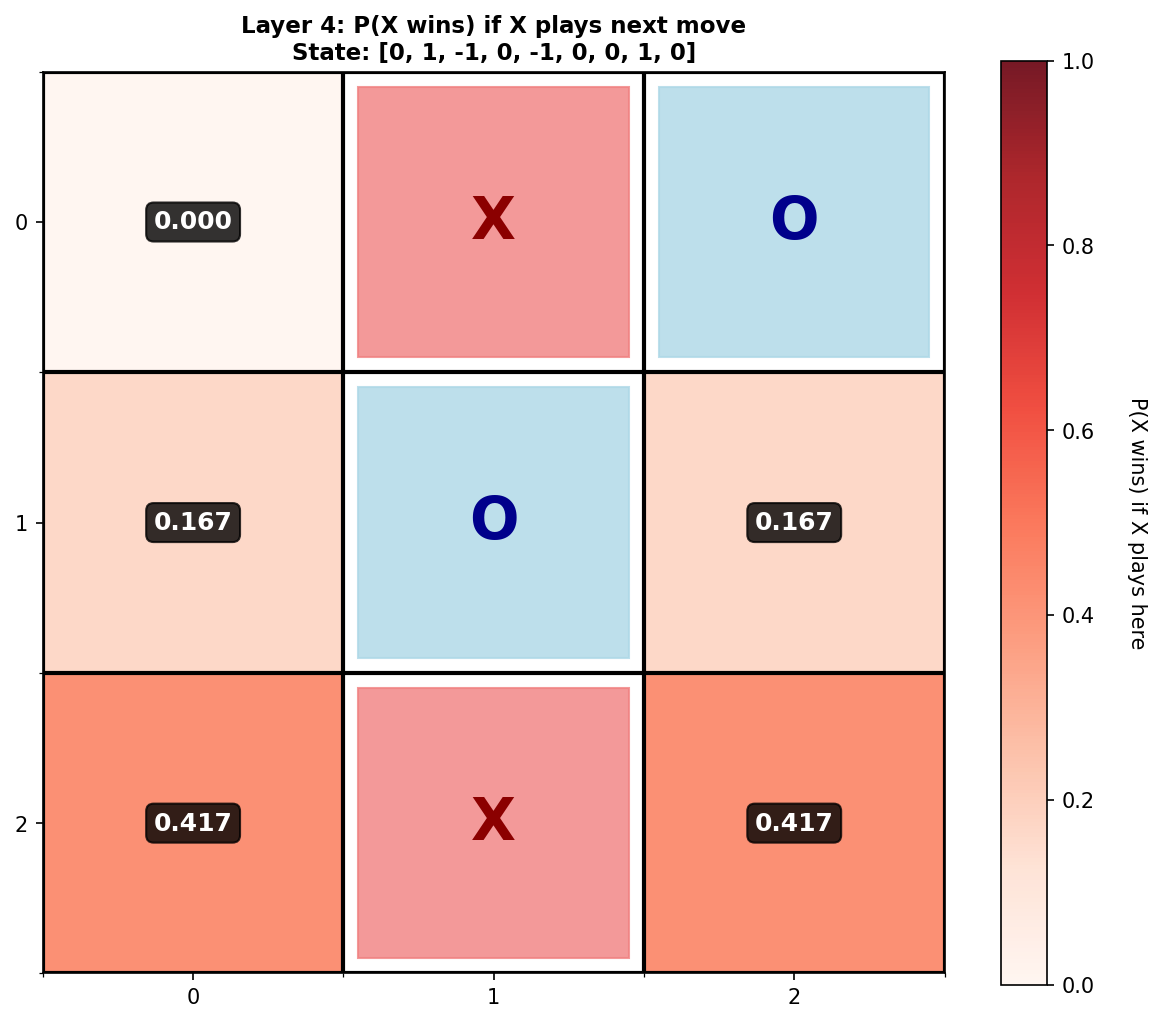 Layer 4: P(X wins) if X plays next move
State: [0, 1, -1, 0, -1, 0, 0, 1, 0]
0
0.000
X
O
1
0.167
O
0.167
2
0.417
X
0.417
0
1
2
1.0
0.8
0.6
0.4
0.2
0.0
P(X wins) if X plays here